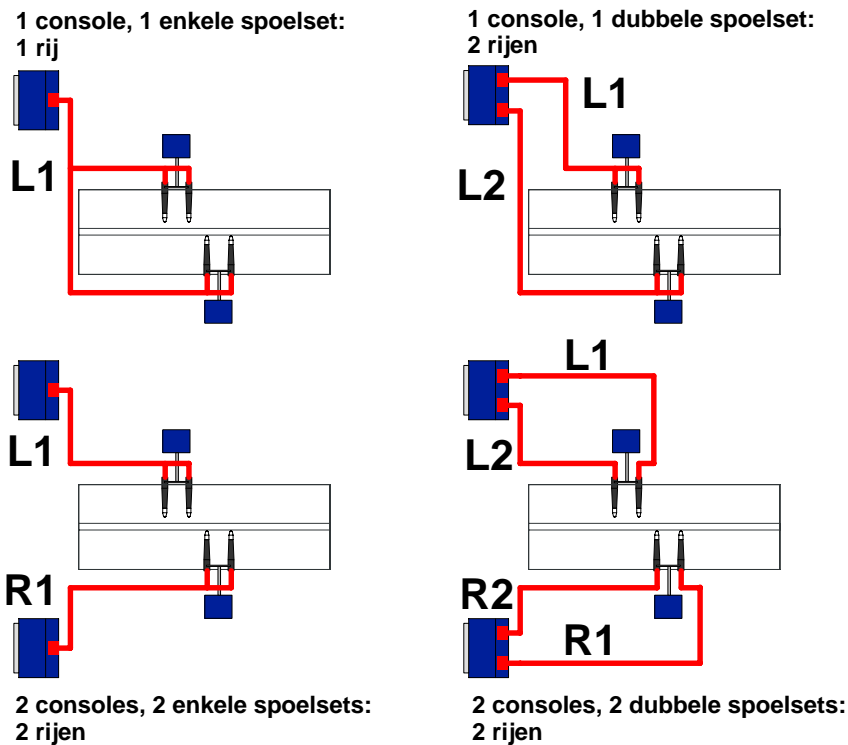 1 console, 1 enkele spoelset:
1 rij
L1
1 console, 1 dubbele spoelset:
2 rijen
L1
L2
L1
R1
2 consoles, 2 enkele spoelsets:
2 rijen
L1
L2
R2
R1
2 consoles, 2 dubbele spoelsets:
2 rijen